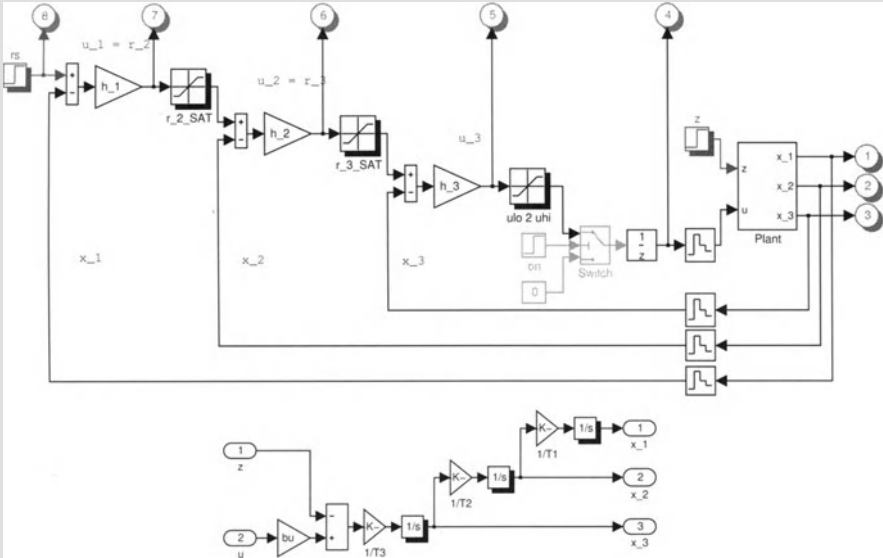 8
7
6
5
4
rs
u_1 = r_2
+
−
h_1
r_2_SAT
u_2 = r_3
+
−
h_2
r_3_SAT
u_3
+
−
h_3
ulo 2 uhi
on
0
Switch
1
z
z
z
u
x_1
x_2
x_3
Plant
1
2
3
x_1
x_2
x_3
1
z
2
u
bu
−
+
K−
1/T3
1/s
K−
1/T2
1/s
K−
1/T1
1/s
1
x_1
2
x_2
3
x_3